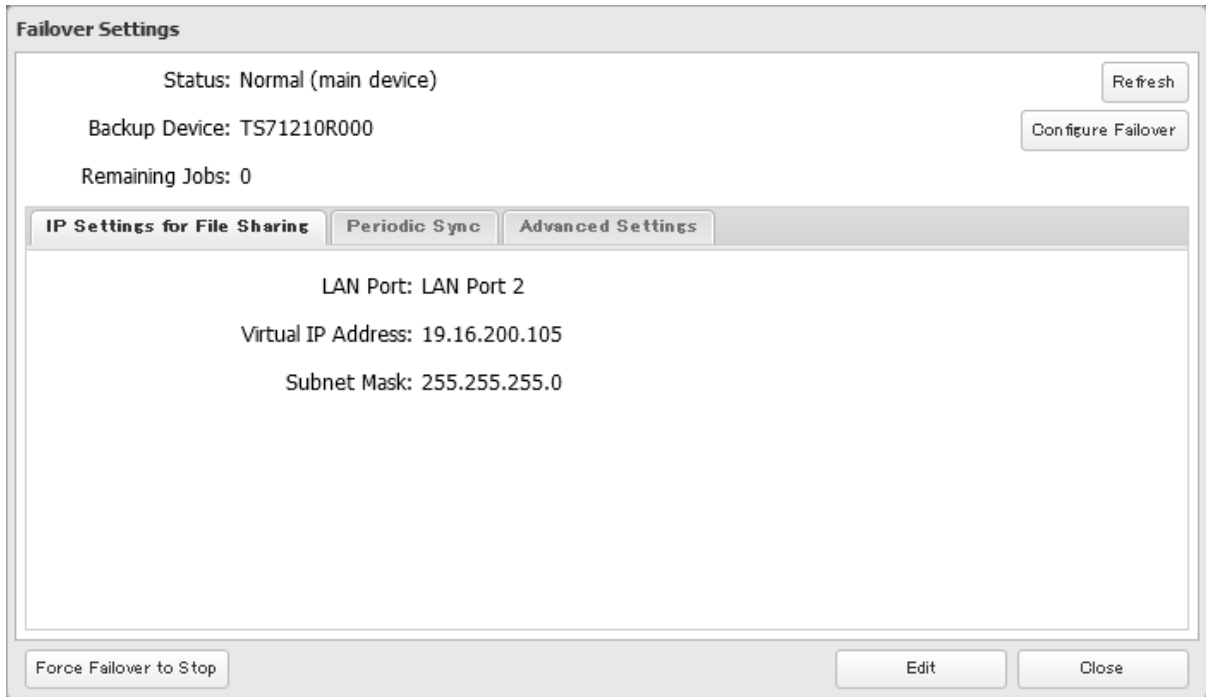 Failover Settings
Status: Normal (main device)
Refresh
Backup Device: TS71210R000
Configure Failover
Remaining Jobs: 0
IP Settings for File Sharing Periodic Sync Advanced Settings
LAN Port: LAN Port 2
Virtual IP Address: 19.16.200.105
Subnet Mask: 255.255.255.0
Force Failover to Stop Edit Close